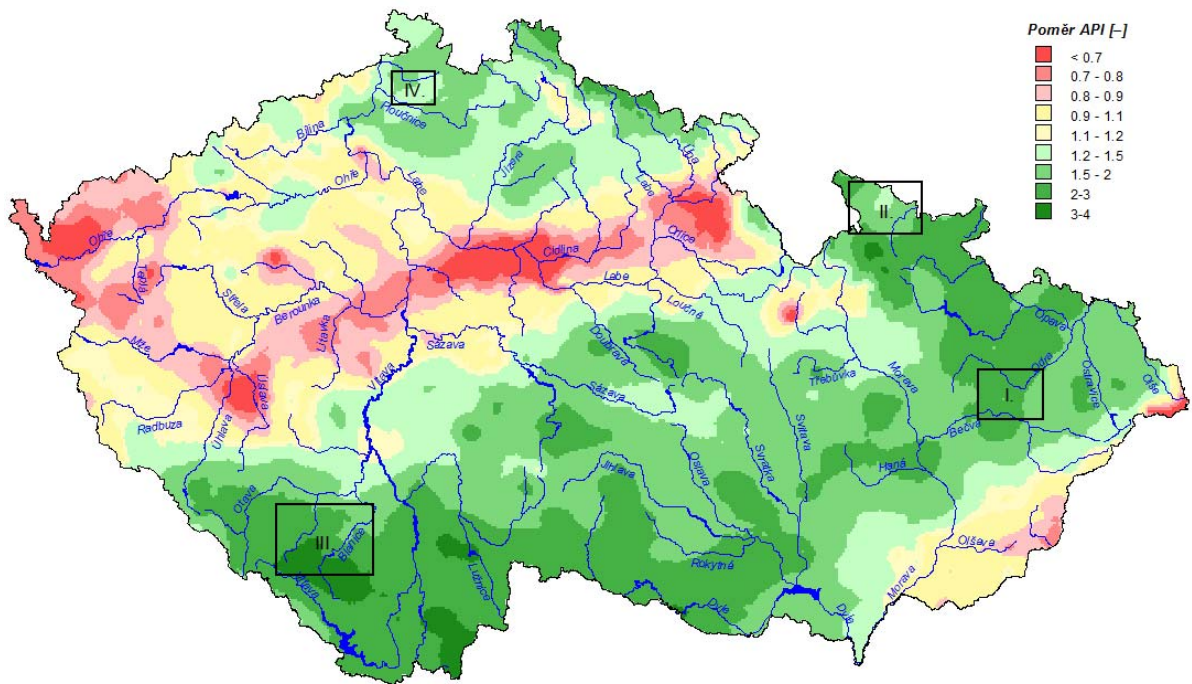 Poměr API [–]
< 0.7
0.7 - 0.8
0.8 - 0.9
0.9 - 1.1
1.1 - 1.2
1.2 - 1.5
1.5 - 2
2-3
3-4
IV.
Ploučnice
Bílina
Ohře
Labe
Jizera
Úpa
Labe
Orlice
Cidlina
Labe
Loučná
II.
Ohře
Teplá
Střela
Berounka
Litavka
Mže
Úslava
Radbuza
Úhlava
Vltava
Sázava
Doubrava
Sázava
Třebůvka
Morava
Svitava
Svratka
Oslava
Jihlava
Opava
Odra
Ostravice
Olše
I.
Bečva
Haná
Otava
III.
Blanice
Vltava
Lužnice
Rokytná
Dyje
Dyje
Morava
Olšava